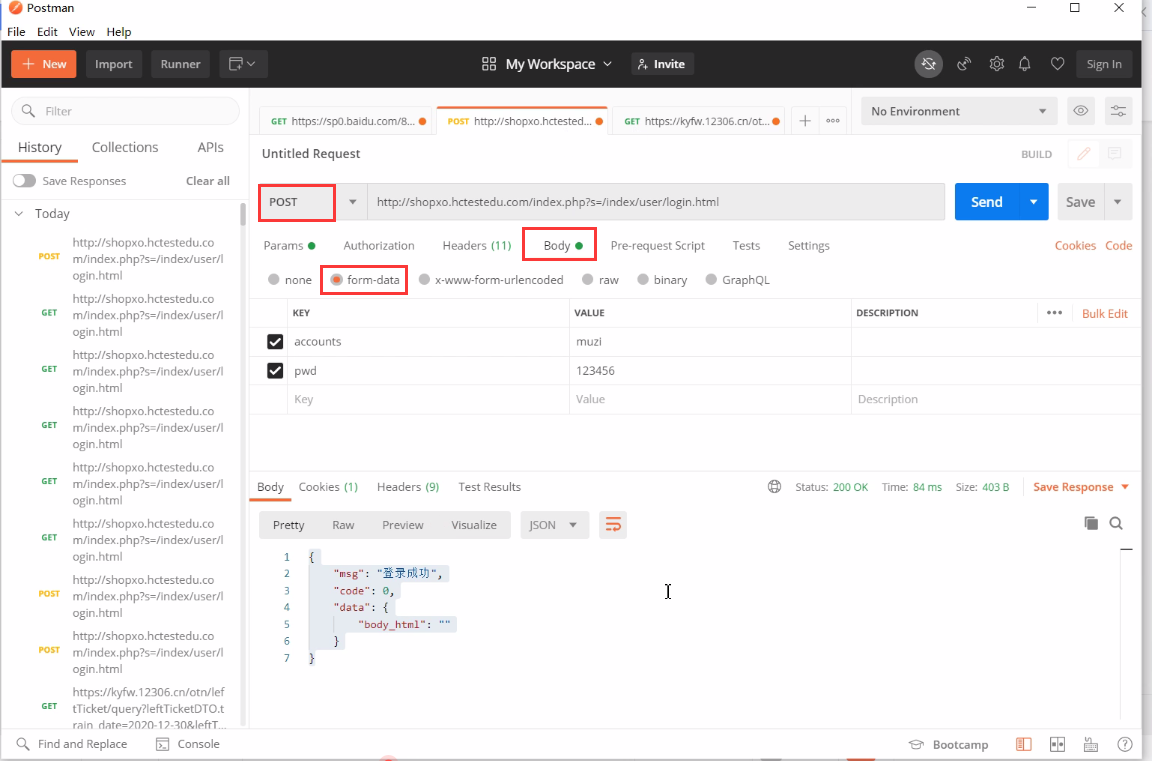 Postman
File Edit View Help
New Import Runner My Workspace Invite Sign In
Filter
GET https://sp0.baidu.com/8... POST http://shopxo.hctested... GET https://kyfw.12306.cn/ot...
No Environment
History Collections APIs
Untitled Request
BUILD
Save Responses Clear all
POST http://shopxo.hctestedu.com/index.php?s=/index/user/login.html Send Save
Today
POST http://shopxo.hctestedu.co
m/index.php?s=/index/user/l
ogin.html
GET http://shopxo.hctestedu.co
m/index.php?s=/index/user/l
ogin.html
GET http://shopxo.hctestedu.co
m/index.php?s=/index/user/l
ogin.html
GET http://shopxo.hctestedu.co
m/index.php?s=/index/user/l
ogin.html
GET http://shopxo.hctestedu.co
m/index.php?s=/index/user/l
ogin.html
GET http://shopxo.hctestedu.co
m/index.php?s=/index/user/l
ogin.html
POST http://shopxo.hctestedu.co
m/index.php?s=/index/user/l
ogin.html
POST http://shopxo.hctestedu.co
m/index.php?s=/index/user/l
ogin.html
GET https://kyfw.12306.cn/otn/lef
tTicket/query?leftTicketDTO.t
rain_date=2020-12-30&leftT...
Params Authorization Headers (11) Body Pre-request Script Tests Settings Cookies Code
none form-data x-www-form-urlencoded raw binary GraphQL
KEY VALUE DESCRIPTION ••• Bulk Edit
accounts muzi
pwd 123456
Key Value Description
Body Cookies (1) Headers (9) Test Results Status: 200 OK Time: 84 ms Size: 403 B Save Response
Pretty Raw Preview Visualize JSON
1 {
2 "msg": "登录成功",
3 "code": 0,
4 "data": {
5 "body_html": ""
6 }
7 }
Find and Replace Console Bootcamp